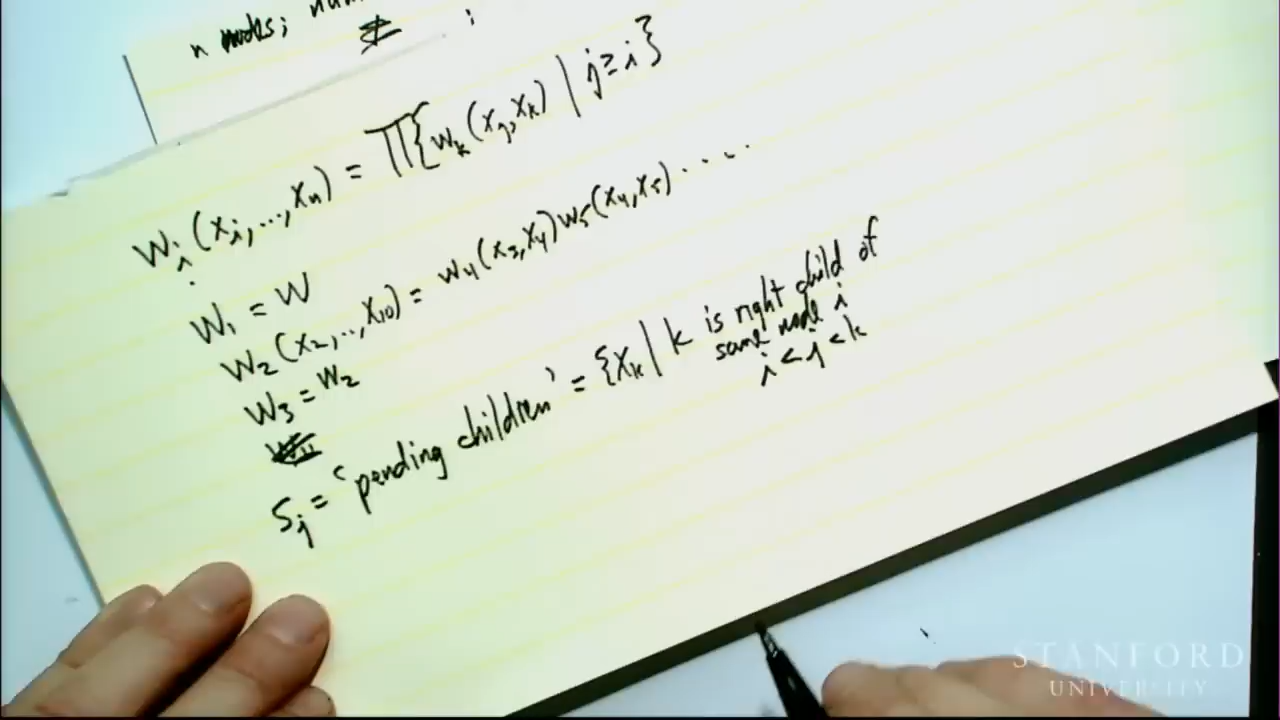 n nodes;
W_i(x_i,...,x_n) = ∏{w_k(x_j,x_k) | j ≥ i}
W_1 = W
W_2(x_2,..,x_10) = w_4(x_3,x_4)w_5(x_4,x_5)·....
W_3 = W_2
S_j = 'pending children' = {x_k | k is right child of
some node i
i < j < k
STANFORD
UNIVERSITY